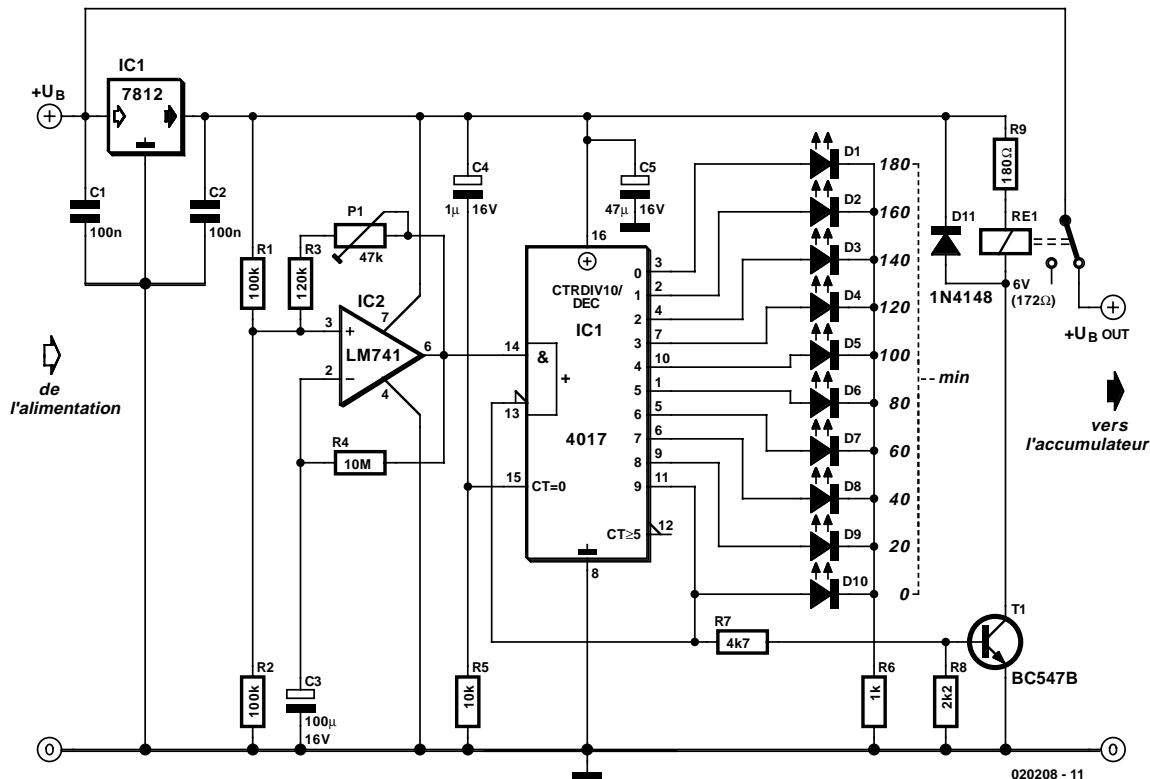 IC1
7812
+UB
C1
100n
C2
100n
R1
100k
R3
120k
P1
47k
IC2
LM741
3
+
2
−
7
6
4
R4
10M
R2
100k
C3
100μ
16V
C4
1μ 16V
C5
47μ 16V
R5
10k
16
+
CTRDIV10/
DEC
IC1
4017
14
&
+
13
15
CT=0
CT≥5
12
8
0 3
1 2
2 4
3 7
4 10
5 1
6 5
7 6
8 9
9 11
D1 180
D2 160
D3 140
D4 120
D5 100
D6 80
D7 60
D8 40
D9 20
D10 0
min
R7
4k7
R6
1k
R8
2k2
T1
BC547B
D11
1N4148
R9
180Ω
RE1
6V
(172Ω)
+UB OUT
de
l'alimentation
vers
l'accumulateur
0
0
020208 - 11